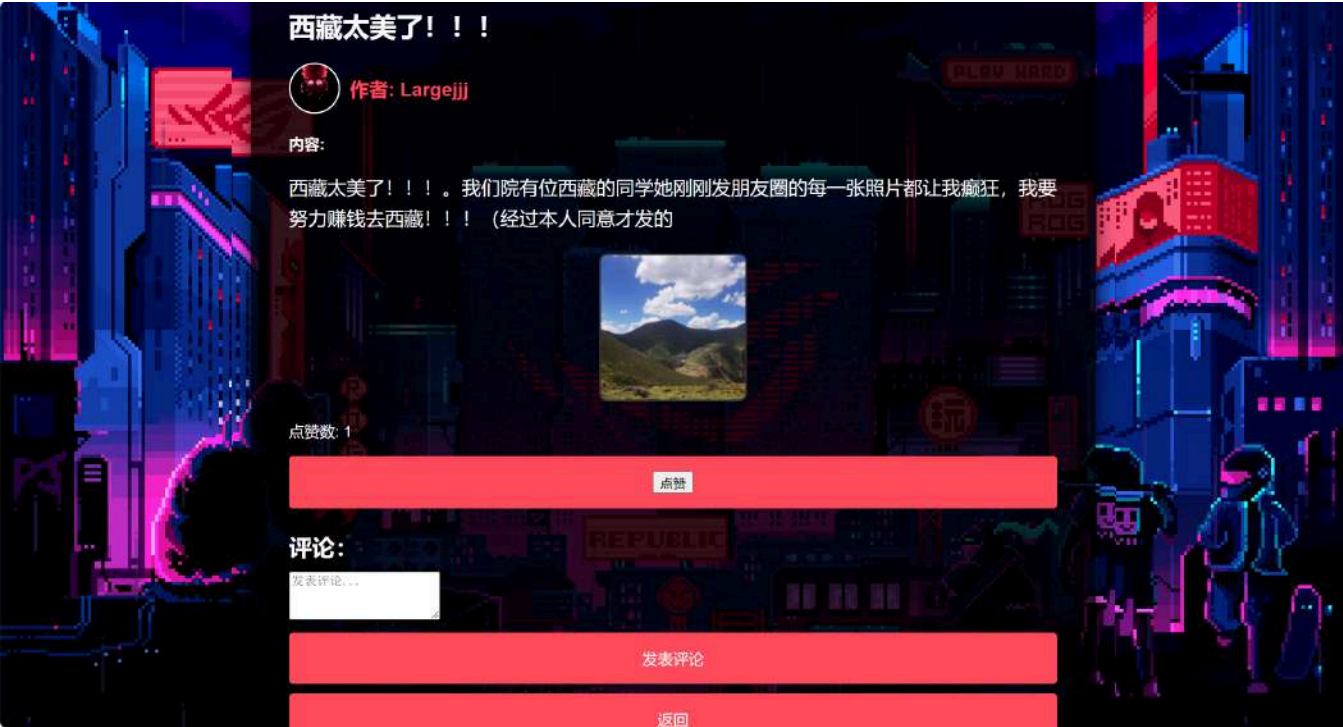 西藏太美了！！！
作者: Largejjj
内容:
西藏太美了！！！。我们院有位西藏的同学她刚刚发朋友圈的每一张照片都让我癫狂，我要
努力赚钱去西藏！！！（经过本人同意才发的
点赞数: 1
点赞
评论：
发表评论...
发表评论
返回
PLAY HARD
ROG
REPUBLIC